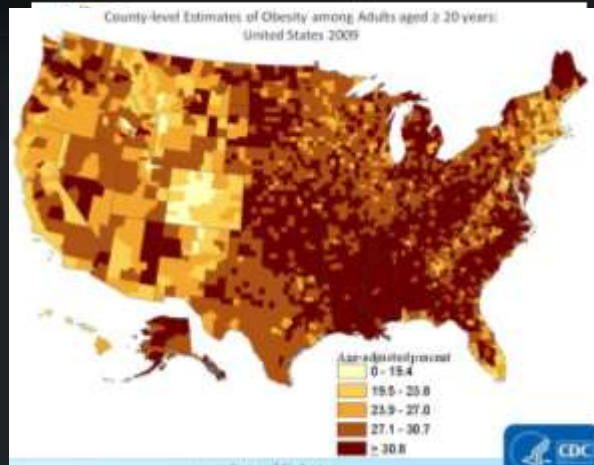 County-level Estimates of Obesity among Adults aged ≥ 20 years:
United States 2009
Age-adjusted percent
0 - 19.4
19.5 - 23.8
23.9 - 27.0
27.1 - 30.7
≥ 30.8
CDC